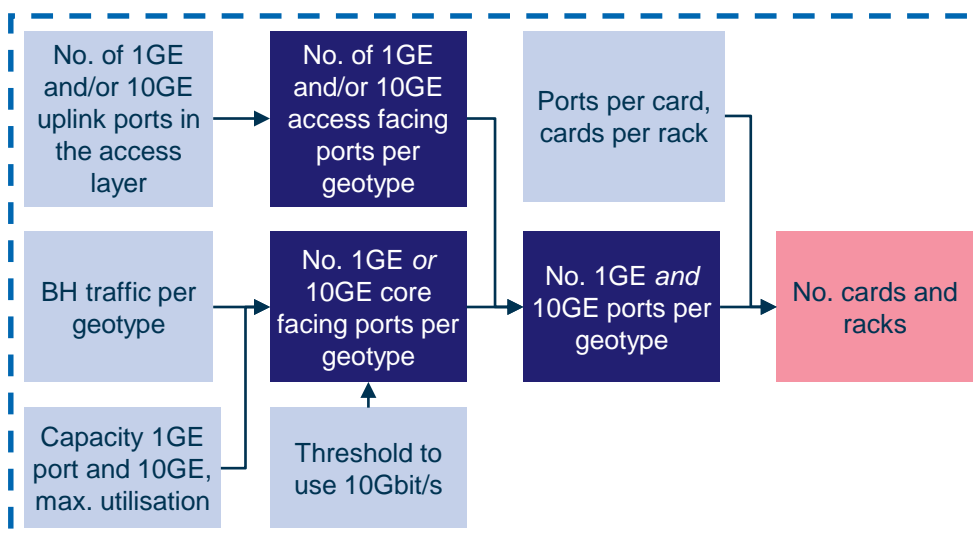 No. of 1GE
and/or 10GE
uplink ports in
the access
layer
No. of 1GE
and/or 10GE
access facing
ports per
geotype
Ports per card,
cards per rack
BH traffic per
geotype
No. 1GE or
10GE core
facing ports per
geotype
No. 1GE and
10GE ports per
geotype
No. cards and
racks
Capacity 1GE
port and 10GE,
max. utilisation
Threshold to
use 10Gbit/s